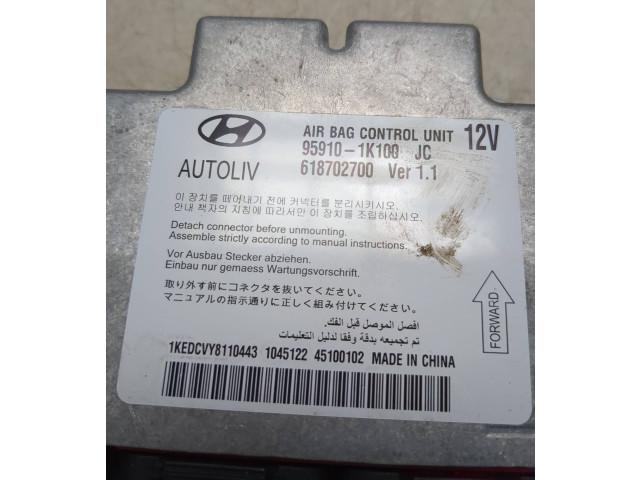 AIR BAG CONTROL UNIT 12V
95910-1K100 JC
AUTOLIV 618702700 Ver 1.1
이 장치를 떼어내기 전에 커넥터를 분리시키시오.
안내 책자의 지침에 따라서만 이 장치를 조립하십시오.
Detach connector before unmounting.
Assemble strictly according to manual instructions.
Vor Ausbau Stecker abziehen.
Einbau nur gemaess Wartungsvorschrift.
取り外す前にコネクタを抜いてください。
マニュアルの指示通りに正しく組み付けてください。
افصل الموصل قبل الفك.
تم تجميعه بدقة وفقا لدليل التعليمات
FORWARD
1KEDCVY8110443 1045122 45100102 MADE IN CHINA